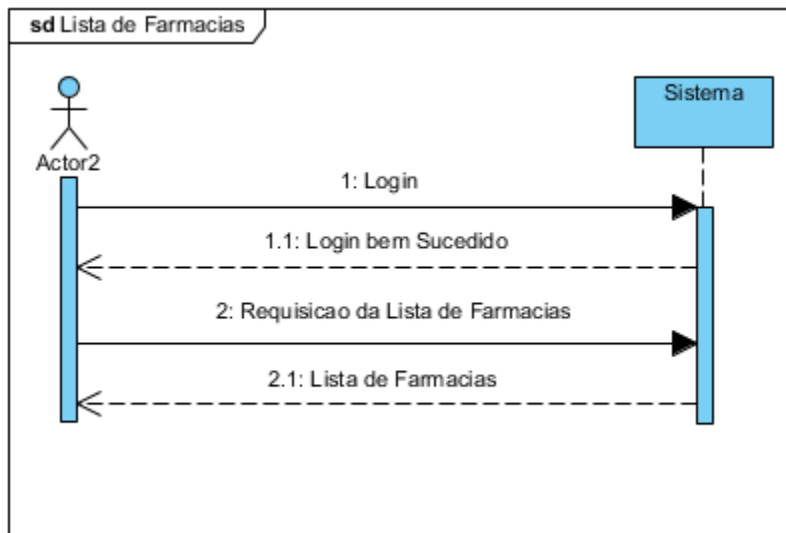 sd Lista de Farmacias
Sistema
Actor2
1: Login
1.1: Login bem Sucedido
2: Requisicao da Lista de Farmacias
2.1: Lista de Farmacias